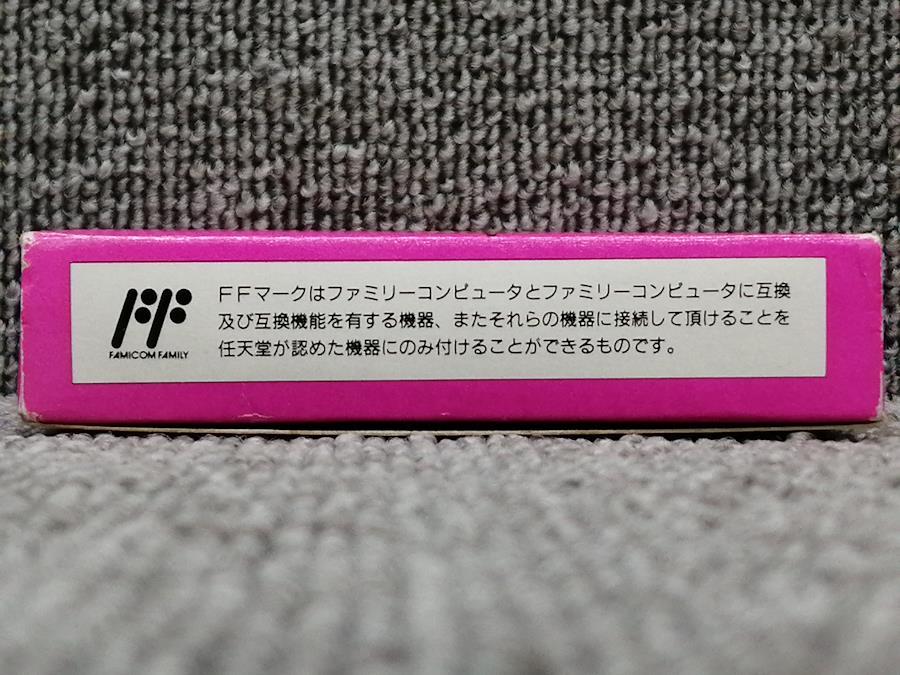 FAMICOM FAMILY
ＦＦマークはファミリーコンピュータとファミリーコンピュータに互換
及び互換機能を有する機器、またそれらの機器に接続して頂けることを
任天堂が認めた機器にのみ付けることができるものです。